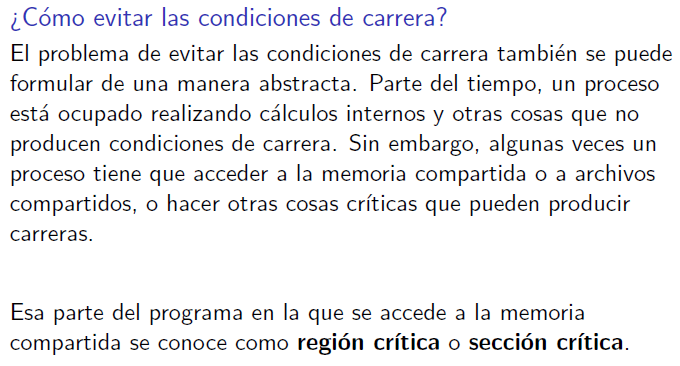 ¿Cómo evitar las condiciones de carrera?
El problema de evitar las condiciones de carrera también se puede
formular de una manera abstracta. Parte del tiempo, un proceso
está ocupado realizando cálculos internos y otras cosas que no
producen condiciones de carrera. Sin embargo, algunas veces un
proceso tiene que acceder a la memoria compartida o a archivos
compartidos, o hacer otras cosas críticas que pueden producir
carreras.
Esa parte del programa en la que se accede a la memoria
compartida se conoce como región crítica o sección crítica.